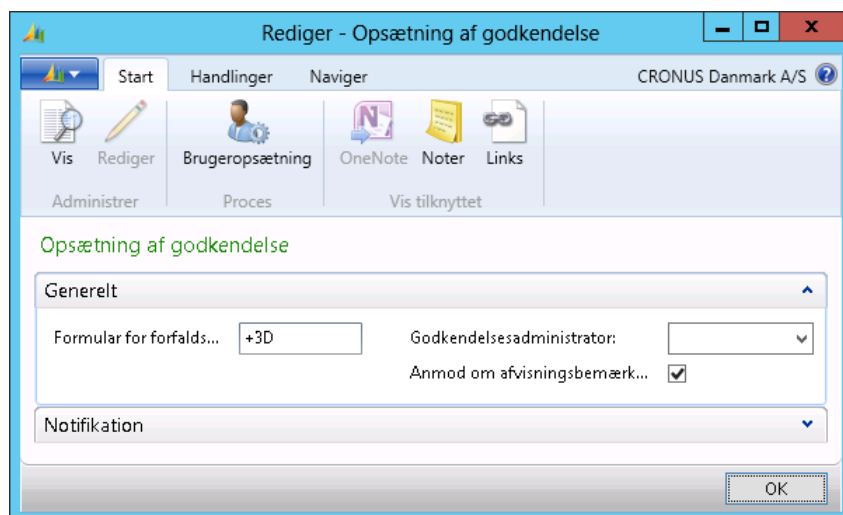 Rediger - Opsætning af godkendelse
Start Handlinger Naviger CRONUS Danmark A/S
Vis Rediger Brugeropsætning OneNote Noter Links
Administrer Proces Vis tilknyttet
Opsætning af godkendelse
Generelt
Formular for forfalds... +3D Godkendelsesadministrator:
Anmod om afvisningsbemærk...
Notifikation
OK